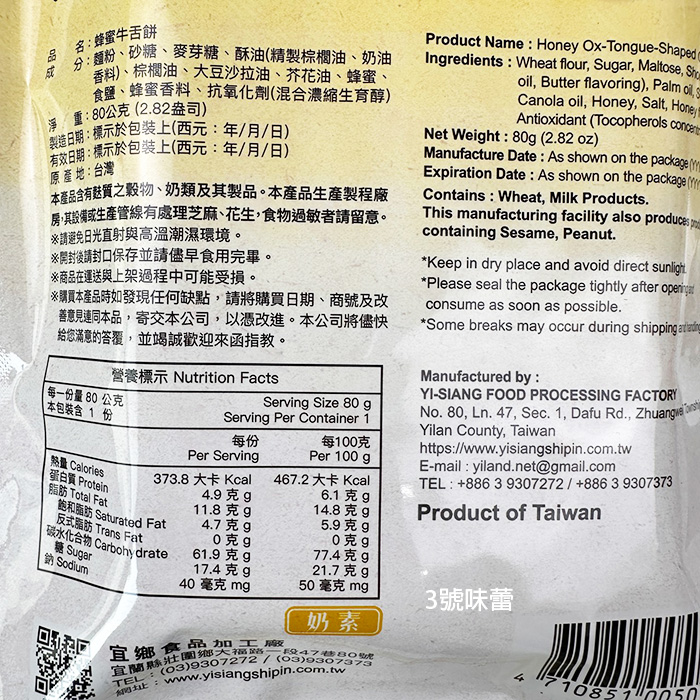 品　　名：蜂蜜牛舌餅
成　　分：麵粉、砂糖、麥芽糖、酥油(精製棕櫚油、奶油
香料)、棕櫚油、大豆沙拉油、芥花油、蜂蜜、
食鹽、蜂蜜香料、抗氧化劑(混合濃縮生育醇)
淨　　重：80公克 (2.82盎司)
製造日期：標示於包裝上(西元：年/月/日)
有效日期：標示於包裝上(西元：年/月/日)
原 產 地：台灣
本產品含有麩質之穀物、奶類及其製品。本產品生產製程廠
房，其設備或生產管線有處理芝麻、花生，食物過敏者請留意。
※請避免日光直射與高溫潮濕環境。
※開封後請封口保存並請儘早食用完畢。
※商品在運送與上架過程中可能受損。
※購買本產品時如發現任何缺點，請將購買日期、商號及改
善意見連同本品，寄交本公司，以憑改進。本公司將儘快
給您滿意的答覆，並竭誠歡迎來函指教。
營養標示 Nutrition Facts
每一份量 80 公克 Serving Size 80 g
本包裝含 1 份 Serving Per Container 1
每份 每100克
Per Serving Per 100 g
熱量 Calories 373.8 大卡 Kcal 467.2 大卡 Kcal
蛋白質 Protein 4.9 克 g 6.1 克 g
脂肪 Total Fat 11.8 克 g 14.8 克 g
飽和脂肪 Saturated Fat 4.7 克 g 5.9 克 g
反式脂肪 Trans Fat 0 克 g 0 克 g
碳水化合物 Carbohydrate 61.9 克 g 77.4 克 g
糖 Sugar 17.4 克 g 21.7 克 g
鈉 Sodium 40 毫克 mg 50 毫克 mg
奶素
宜鄉食品加工廠
宜蘭縣壯圍鄉大福路一段47巷80號
TEL：(03)9307272 / (03)9307373
網址：www.yisiangshipin.com.tw
Product Name : Honey Ox-Tongue-Shaped
Ingredients : Wheat flour, Sugar, Maltose,
oil, Butter flavoring), Palm oil,
Canola oil, Honey, Salt, Honey
Antioxidant (Tocopherols
Net Weight : 80g (2.82 oz)
Manufacture Date : As shown on the package
Expiration Date : As shown on the package
Contains : Wheat, Milk Products.
This manufacturing facility also produces
containing Sesame, Peanut.
*Keep in dry place and avoid direct sunlight.
*Please seal the package tightly after opening and
consume as soon as possible.
*Some breaks may occur during shipping and handling
Manufactured by :
YI-SIANG FOOD PROCESSING FACTORY
No. 80, Ln. 47, Sec. 1, Dafu Rd., Zhuangwei
Yilan County, Taiwan
https://www.yisiangshipin.com.tw
E-mail : yiland.net@gmail.com
TEL : +886 3 9307272 / +886 3 9307373
Product of Taiwan
3號味蕾